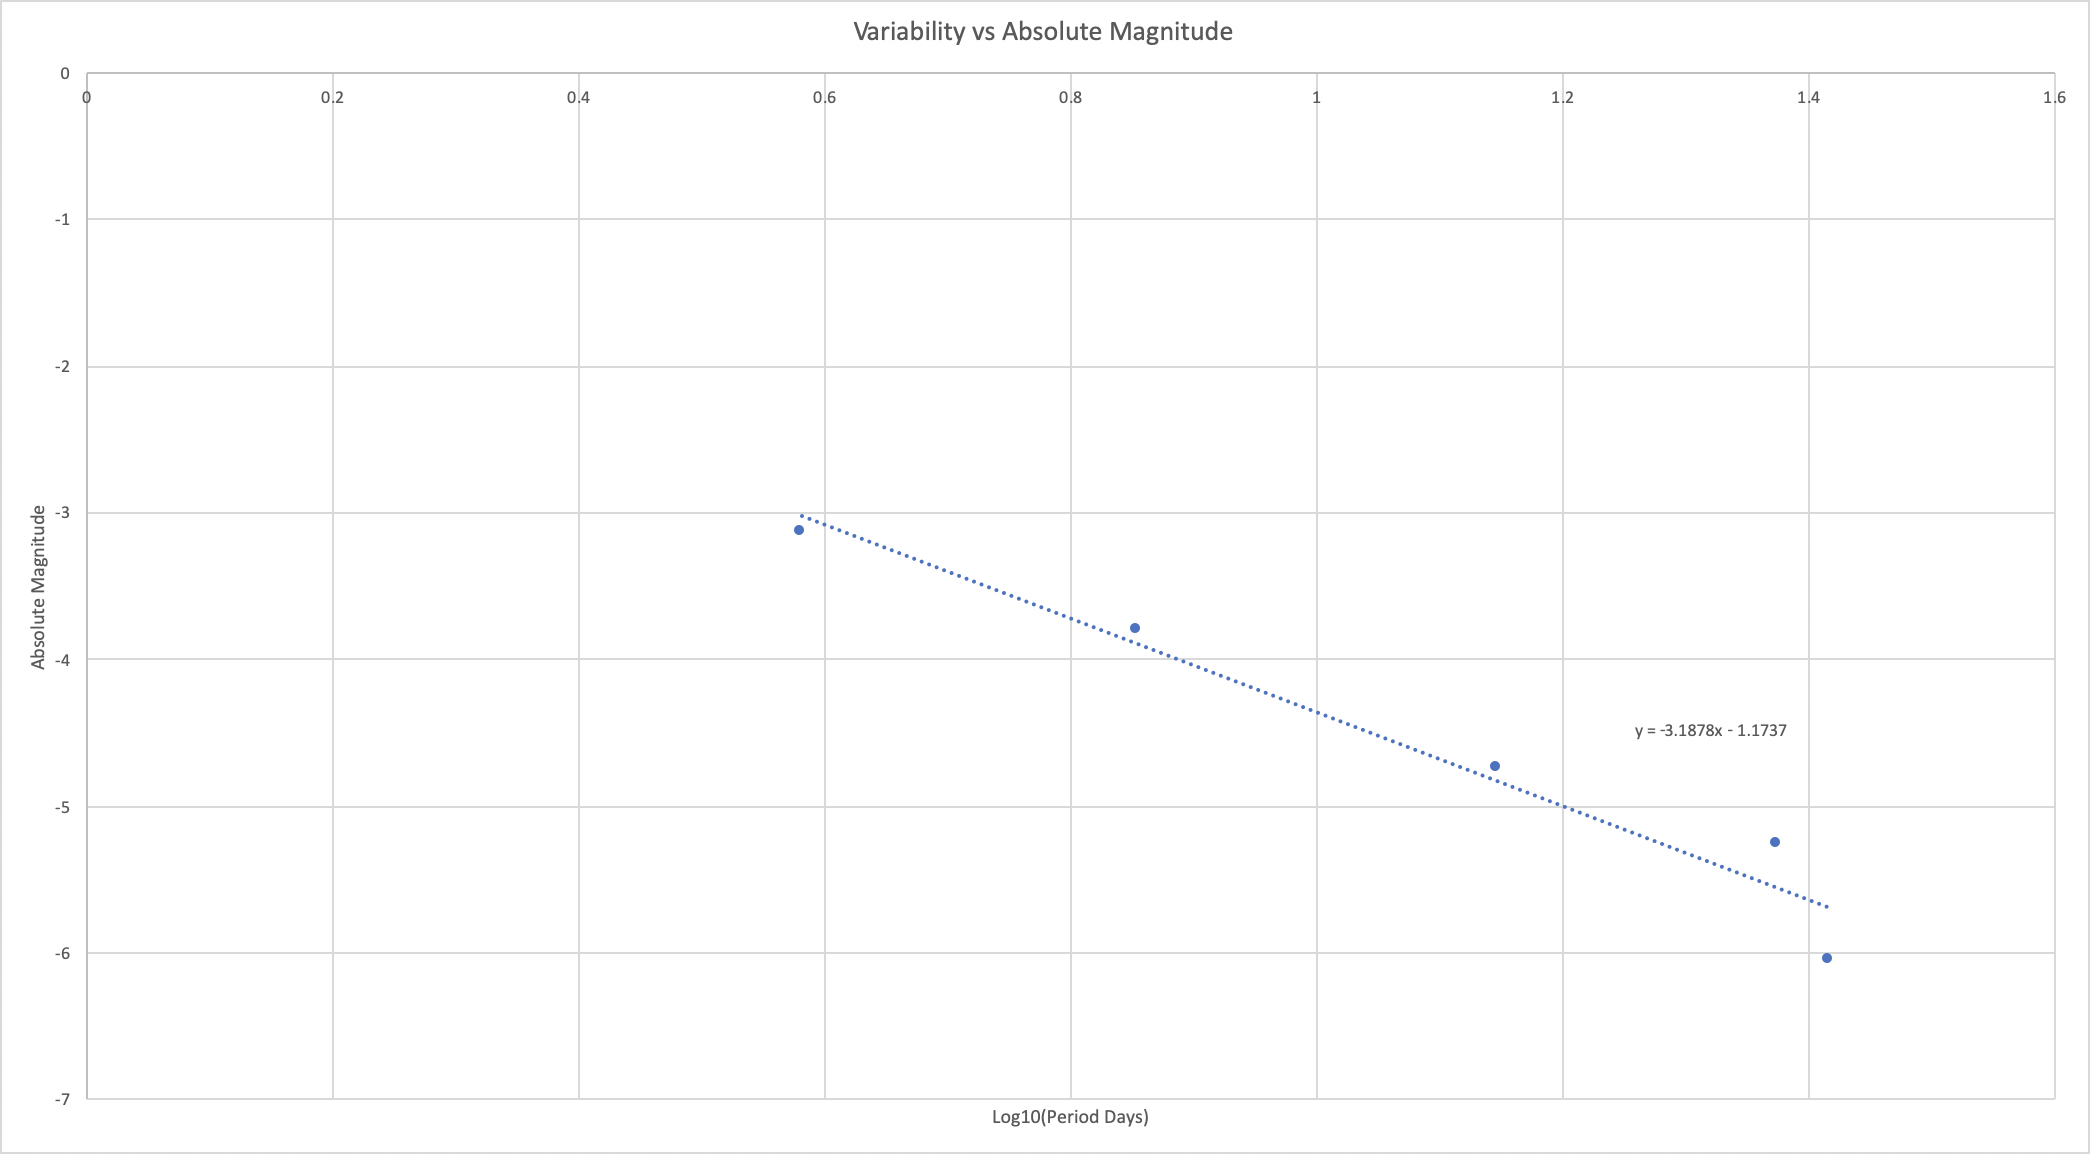 Variability vs Absolute Magnitude
0
0 0.2 0.4 0.6 0.8 1 1.2 1.4 1.6
-1
-2
-3
Absolute Magnitude
-4
y = -3.1878x - 1.1737
-5
-6
-7
Log10(Period Days)